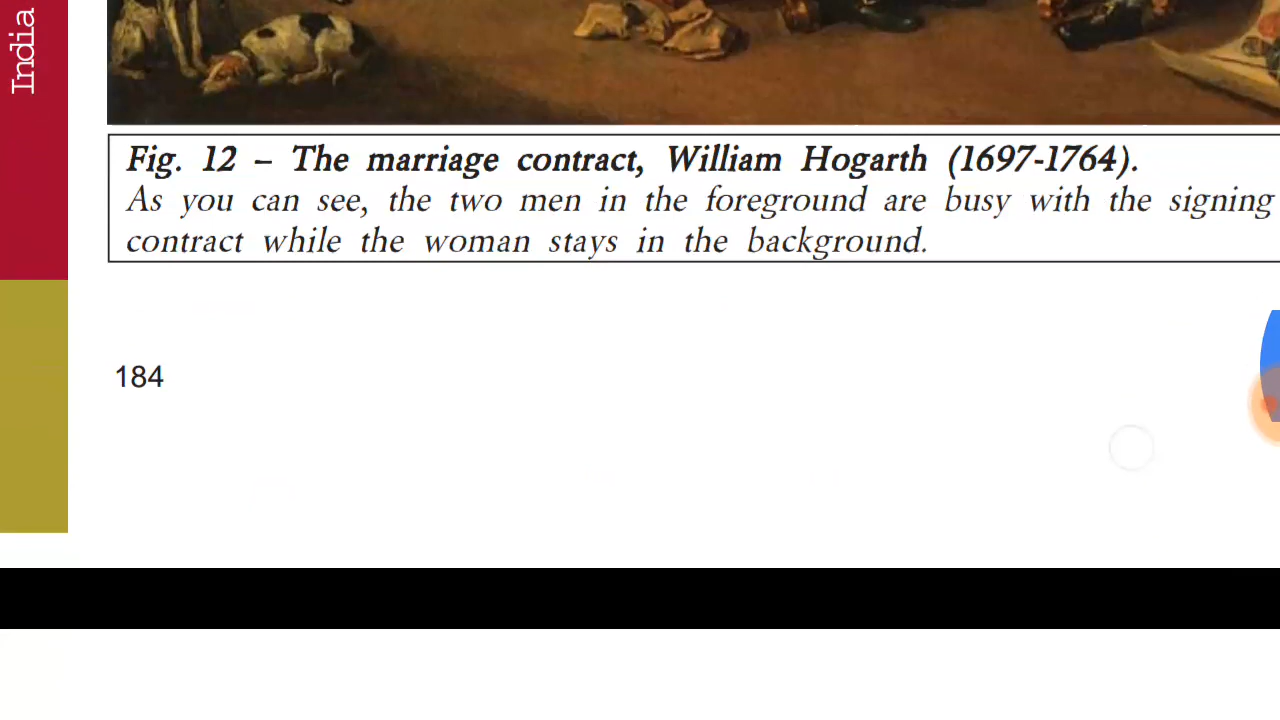 India
Fig. 12 – The marriage contract, William Hogarth (1697-1764).
As you can see, the two men in the foreground are busy with the signing
contract while the woman stays in the background.
184